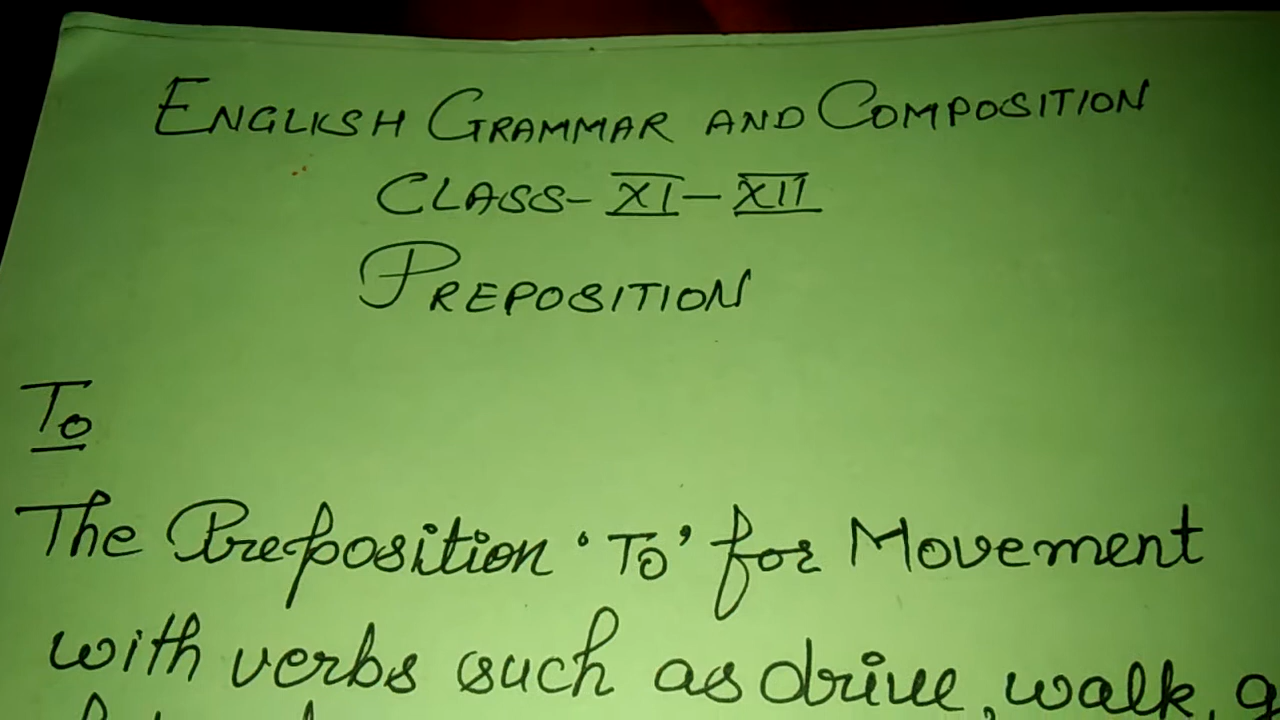 ENGLISH GRAMMAR AND COMPOSITION
CLASS-XI-XII
PREPOSITION
To
The Preposition 'To' for Movement
with verbs such as drive, walk,